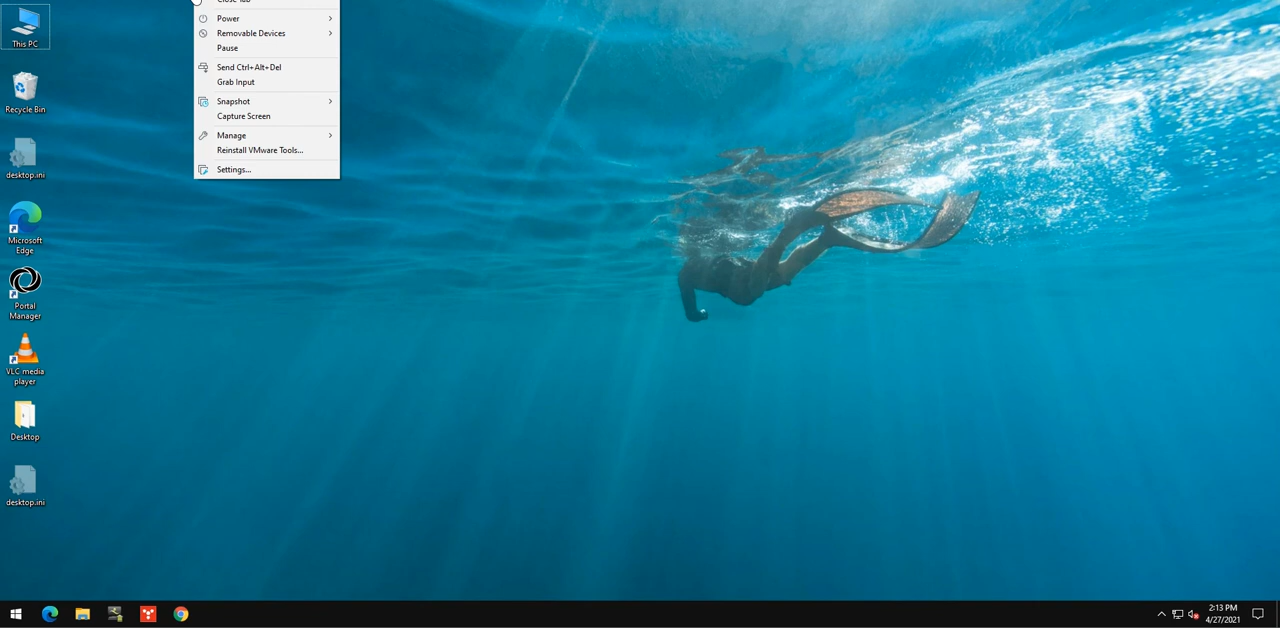 Close Tab
Power
Removable Devices
Pause
Send Ctrl+Alt+Del
Grab Input
Snapshot
Capture Screen
Manage
Reinstall VMware Tools...
Settings...
This PC
Recycle Bin
desktop.ini
Microsoft
Edge
Portal
Manager
VLC media
player
Desktop
desktop.ini
2:13 PM
4/27/2021